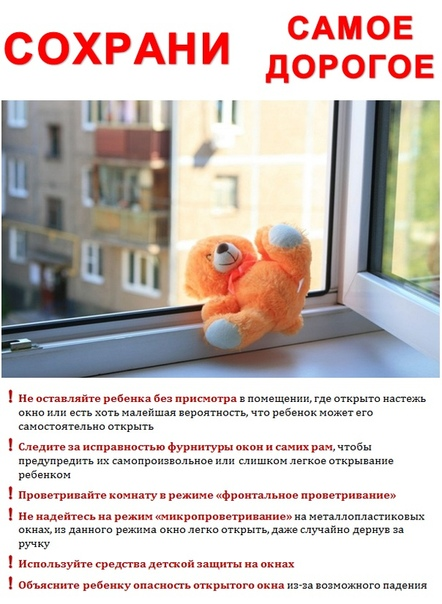 СОХРАНИ
САМОЕ
ДОРОГОЕ
! Не оставляйте ребенка без присмотра в помещении, где открыто настежь
окно или есть хоть малейшая вероятность, что ребенок может его
самостоятельно открыть
! Следите за исправностью фурнитуры окон и самих рам, чтобы
предупредить их самопроизвольное или слишком легкое открывание
ребенком
! Проветривайте комнату в режиме «фронтальное проветривание»
! Не надейтесь на режим «микропроветривание» на металлопластиковых
окнах, из данного режима окно легко открыть, даже случайно дернув за
ручку
! Используйте средства детской защиты на окнах
! Объясните ребенку опасность открытого окна из-за возможного падения